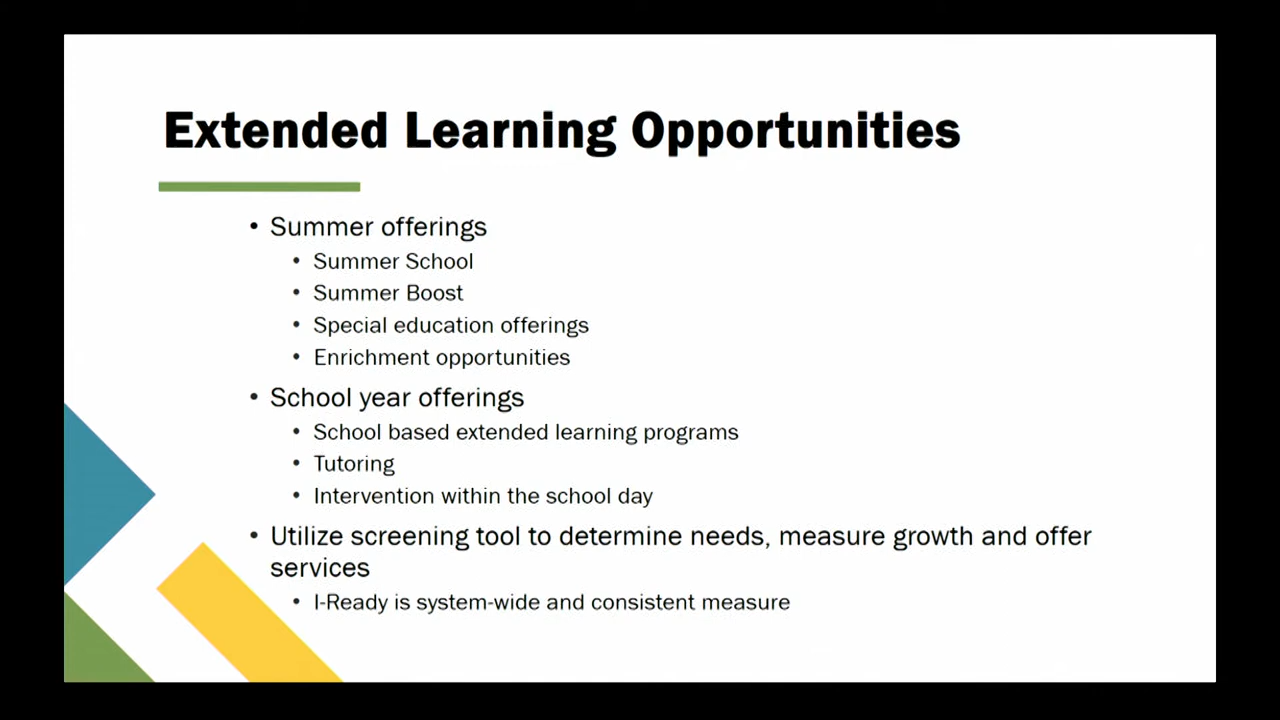 Extended Learning Opportunities
• Summer offerings
• Summer School
• Summer Boost
• Special education offerings
• Enrichment opportunities
• School year offerings
• School based extended learning programs
• Tutoring
• Intervention within the school day
• Utilize screening tool to determine needs, measure growth and offer
services
• I-Ready is system-wide and consistent measure